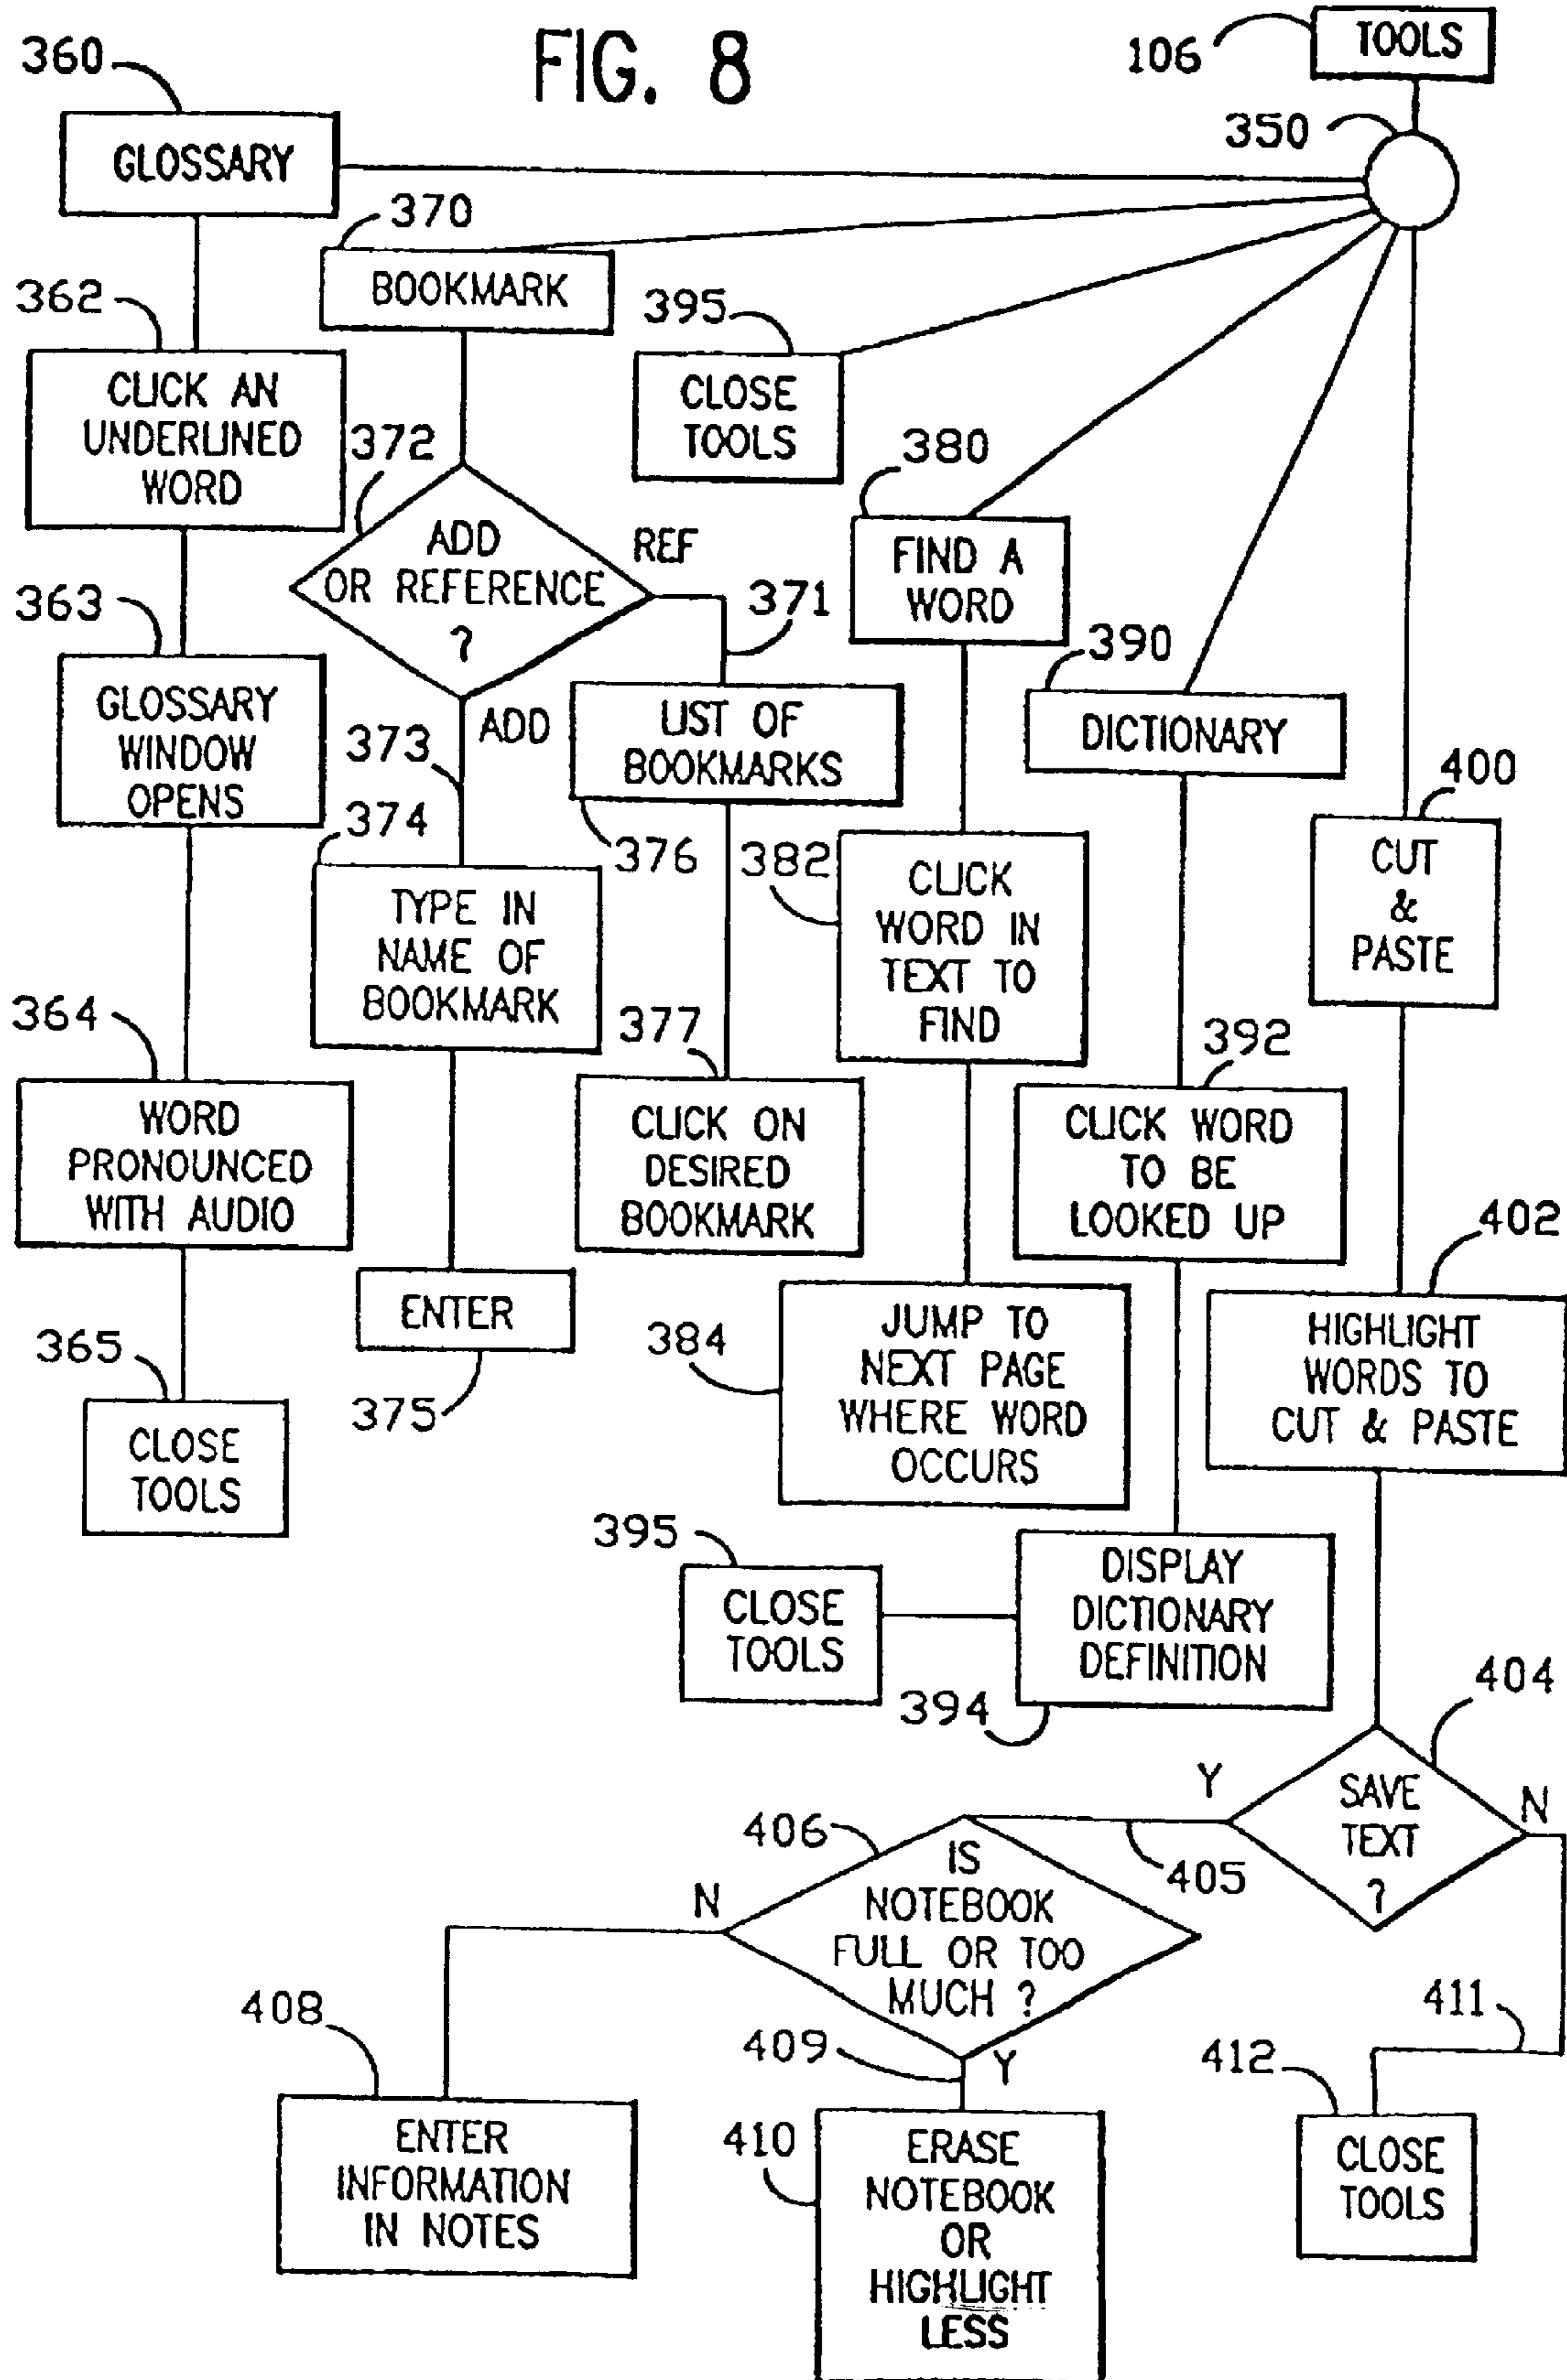 FIG. 8
106
TOOLS
350
360
GLOSSARY
362
CLICK AN
UNDERLINED
WORD
363
GLOSSARY
WINDOW
OPENS
364
WORD
PRONOUNCED
WITH AUDIO
365
CLOSE
TOOLS
370
BOOKMARK
372
ADD
OR REFERENCE
?
REF
371
ADD
373
374
TYPE IN
NAME OF
BOOKMARK
ENTER
375
LIST OF
BOOKMARKS
376
377
CLICK ON
DESIRED
BOOKMARK
395
CLOSE
TOOLS
380
FIND A
WORD
382
CLICK
WORD IN
TEXT TO
FIND
384
JUMP TO
NEXT PAGE
WHERE WORD
OCCURS
390
DICTIONARY
392
CLICK WORD
TO BE
LOOKED UP
DISPLAY
DICTIONARY
DEFINITION
394
395
CLOSE
TOOLS
400
CUT
&
PASTE
402
HIGHLIGHT
WORDS TO
CUT & PASTE
404
SAVE
TEXT
?
Y
N
405
406
IS
NOTEBOOK
FULL OR TOO
MUCH ?
N
408
ENTER
INFORMATION
IN NOTES
409
Y
410
ERASE
NOTEBOOK
OR
HIGHLIGHT
LESS
411
412
CLOSE
TOOLS